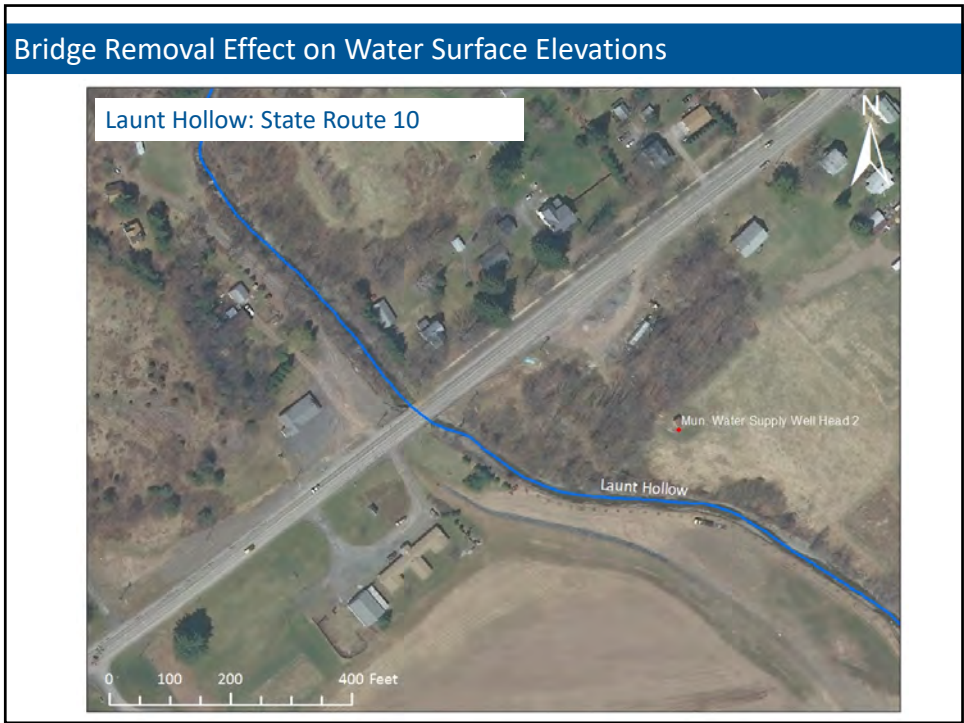 Bridge Removal Effect on Water Surface Elevations
Launt Hollow: State Route 10
N
Mun. Water Supply Well Head 2
Launt Hollow
0 100 200 400 Feet